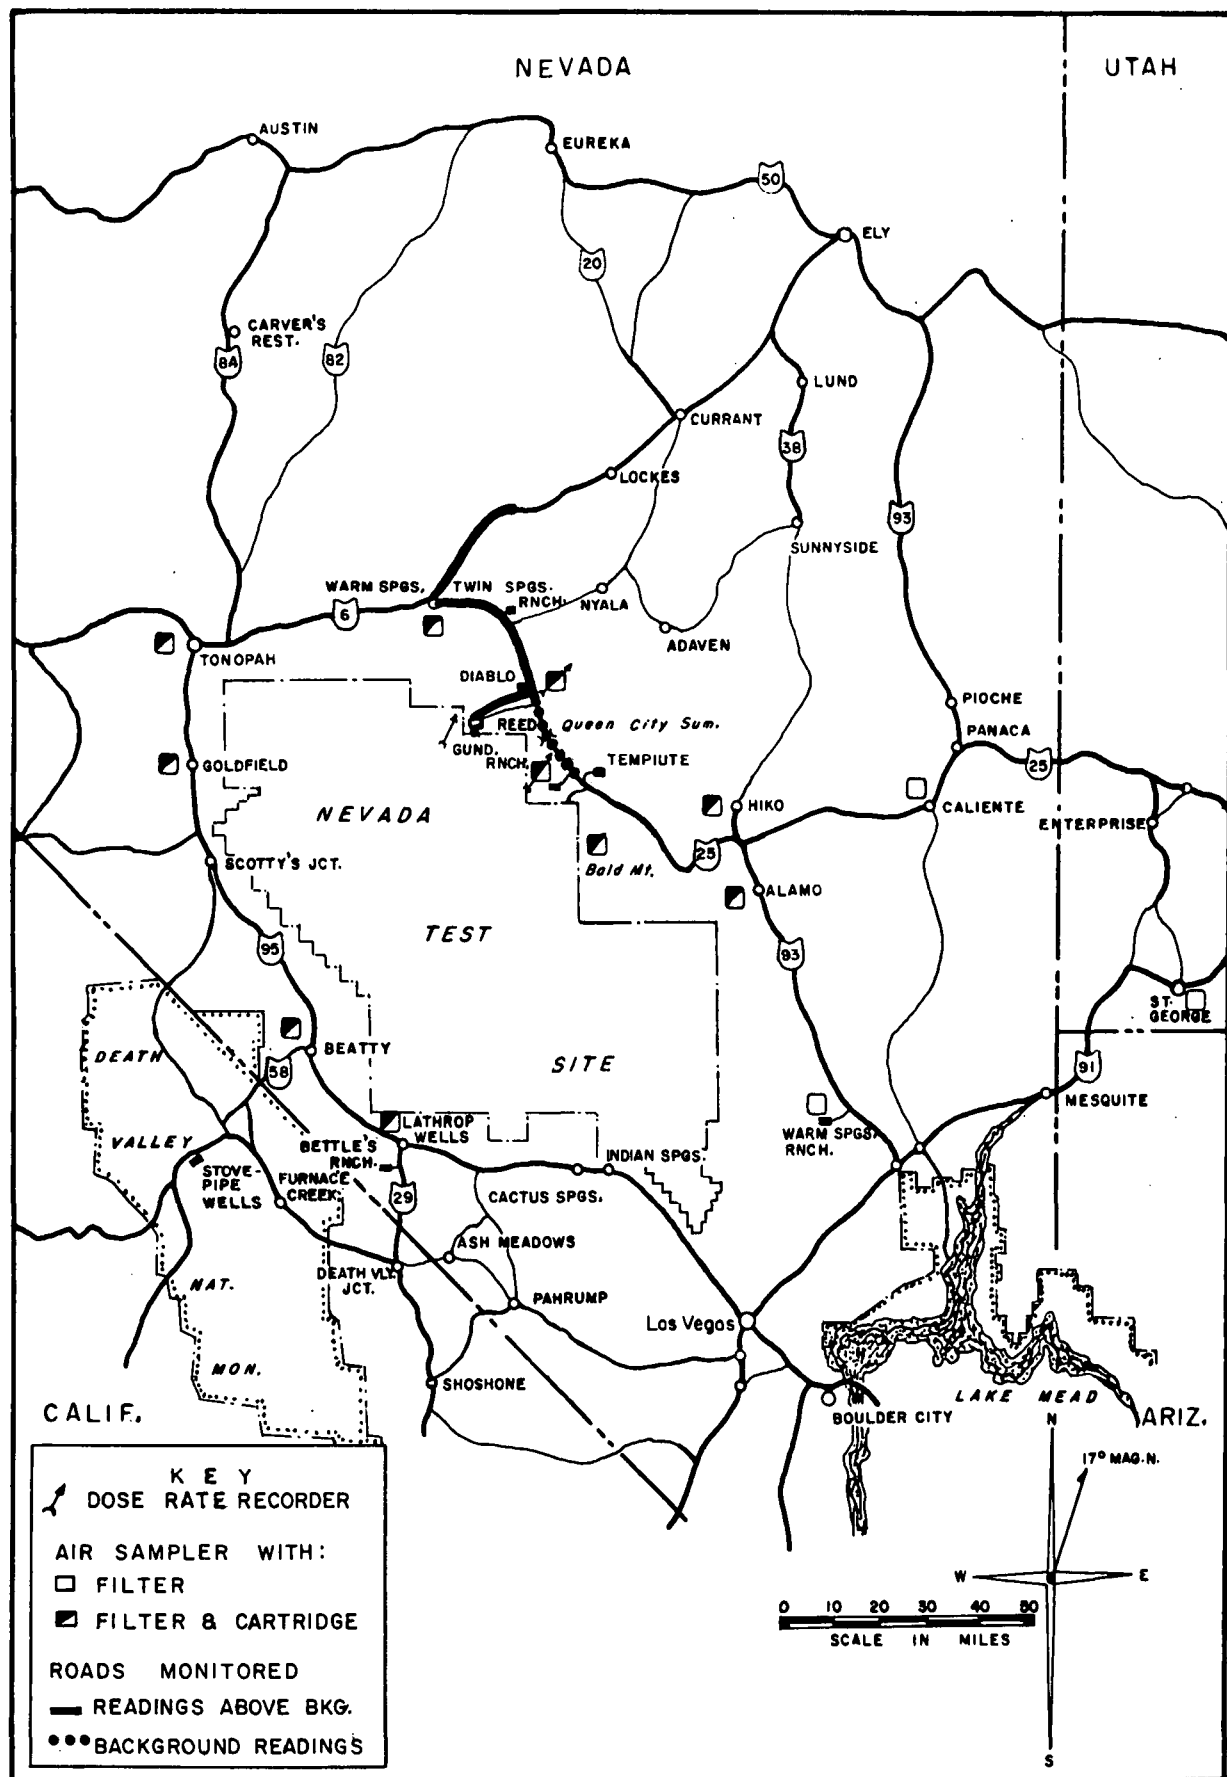 NEVADA
UTAH
AUSTIN
EUREKA
50
ELY
20
CARVER'S
REST.
84
82
LUND
CURRANT
38
LOCKES
93
SUNNYSIDE
WARM SPGS.
TWIN SPGS.
RNCH.
NYALA
6
ADAVEN
TONOPAH
DIABLO
PIOCHE
REED
Queen City Sum.
PANACA
GUND.
RNCH.
TEMPIUTE
GOLDFIELD
25
HIKO
CALIENTE
NEVADA
ENTERPRISE
25
SCOTTY'S JCT.
Bald Mt.
ALAMO
TEST
95
93
ST.
GEORGE
DEATH
BEATTY
SITE
58
91
MESQUITE
LATHROP
WELLS
VALLEY
BETTLE'S
RNCH.
WARM SPGS.
RNCH.
STOVE-
PIPE
WELLS
FURNACE
CREEK
INDIAN SPGS.
29
CACTUS SPGS.
ASH MEADOWS
DEATH VLY.
JCT.
NAT.
PAHRUMP
Las Vegas
MON.
SHOSHONE
LAKE MEAD
CALIF.
BOULDER CITY
ARIZ.
N
17° MAG. N.
KEY
DOSE RATE RECORDER
AIR SAMPLER WITH:
FILTER
FILTER & CARTRIDGE
W
E
0 10 20 30 40 50
SCALE IN MILES
ROADS MONITORED
READINGS ABOVE BKG.
BACKGROUND READINGS
S